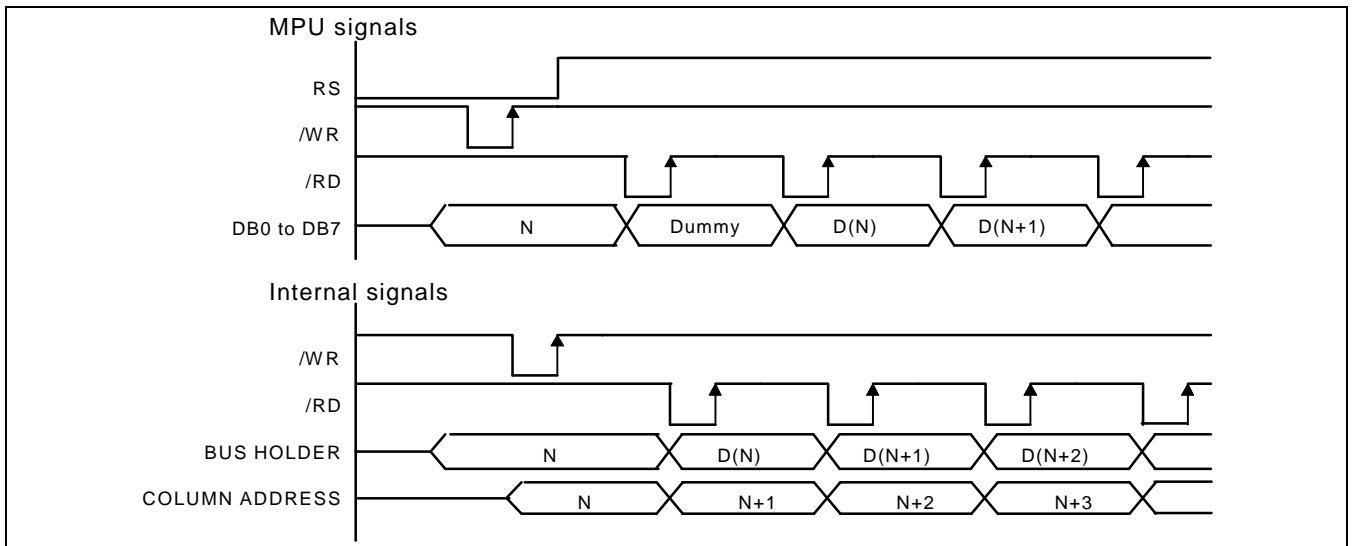 MPU signals
RS
/WR
/RD
DB0 to DB7 N Dummy D(N) D(N+1)
Internal signals
/WR
/RD
BUS HOLDER N D(N) D(N+1) D(N+2)
COLUMN ADDRESS N N+1 N+2 N+3